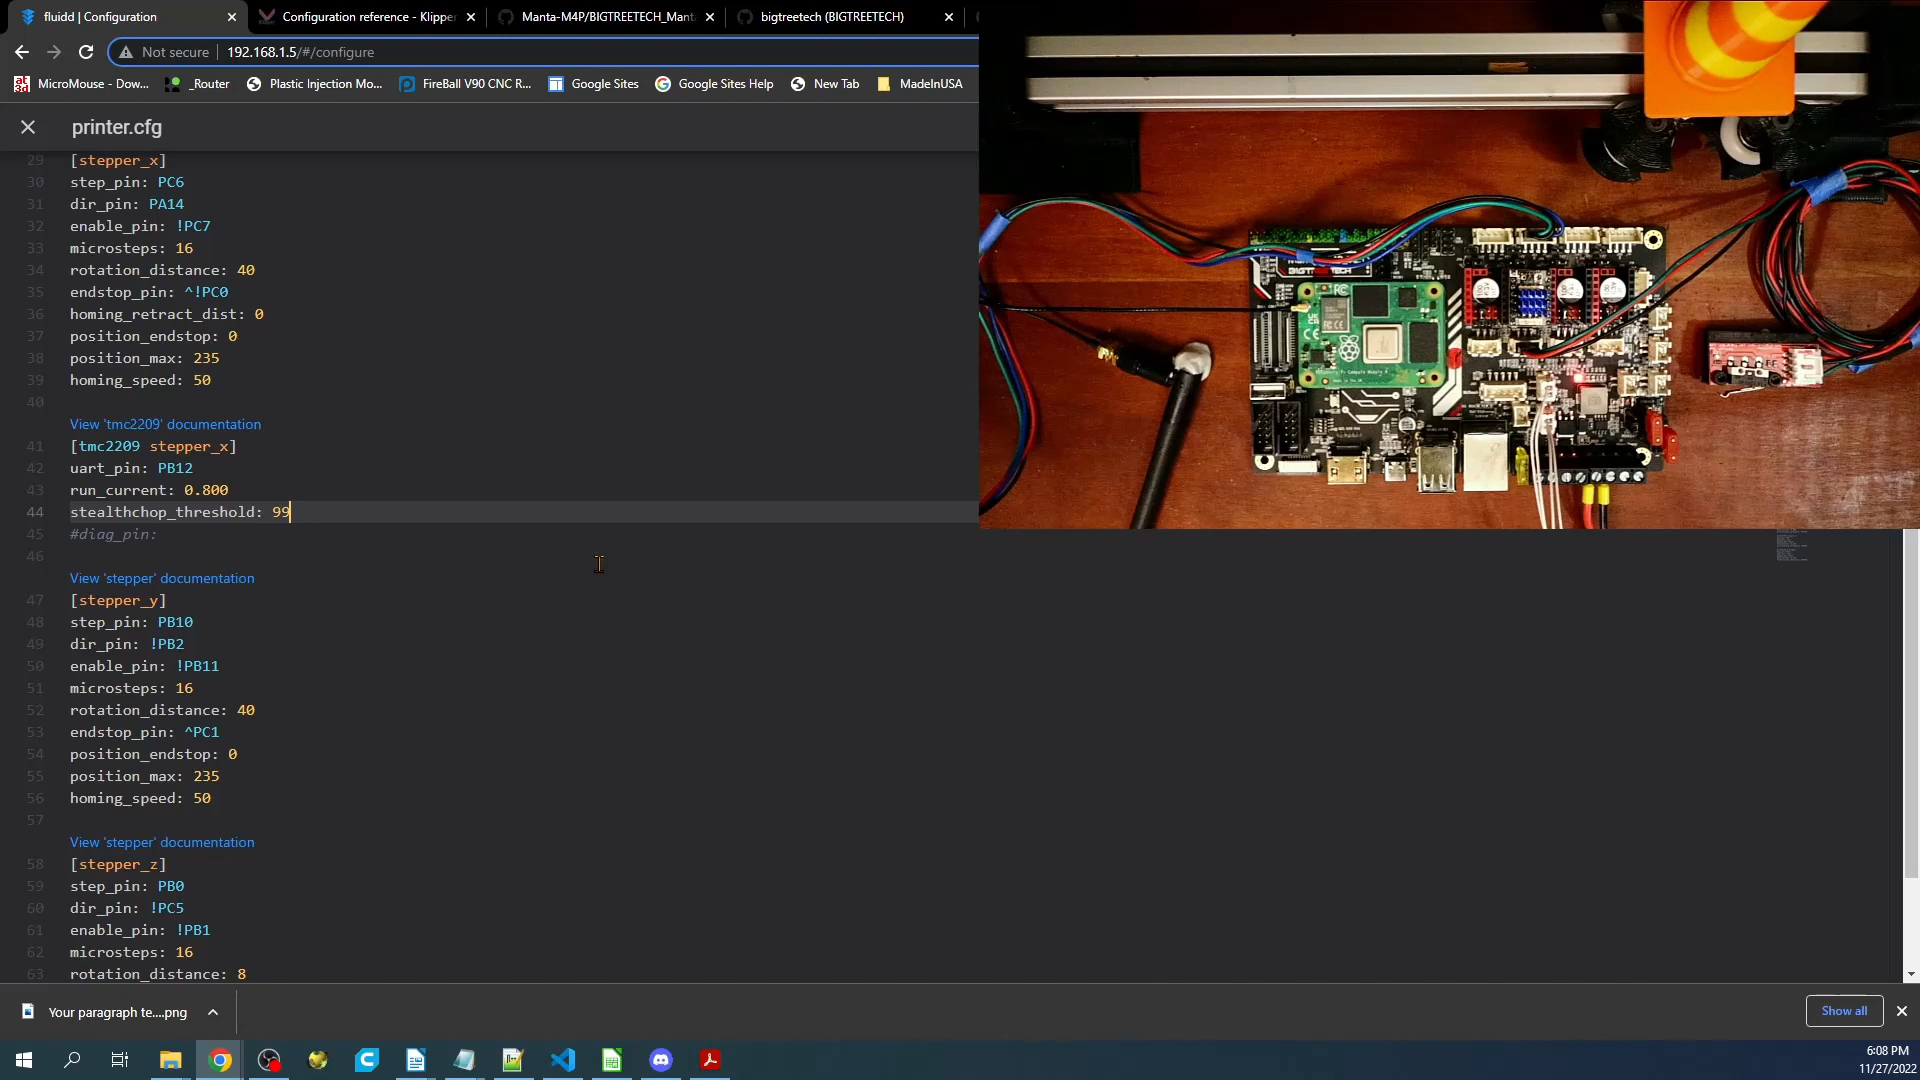 fluidd | Configuration
Configuration reference - Klipper
Manta-M4P/BIGTREETECH_Manta
bigtreetech (BIGTREETECH)
Not secure
192.168.1.5/#/configure
MicroMouse - Dow...
_Router
Plastic Injection Mo...
FireBall V90 CNC R...
Google Sites
Google Sites Help
New Tab
MadeInUSA
printer.cfg
29 [stepper_x]
30 step_pin: PC6
31 dir_pin: PA14
32 enable_pin: !PC7
33 microsteps: 16
34 rotation_distance: 40
35 endstop_pin: ^!PC0
36 homing_retract_dist: 0
37 position_endstop: 0
38 position_max: 235
39 homing_speed: 50
40
View 'tmc2209' documentation
41 [tmc2209 stepper_x]
42 uart_pin: PB12
43 run_current: 0.800
44 stealthchop_threshold: 99
45 #diag_pin:
46
View 'stepper' documentation
47 [stepper_y]
48 step_pin: PB10
49 dir_pin: !PB2
50 enable_pin: !PB11
51 microsteps: 16
52 rotation_distance: 40
53 endstop_pin: ^PC1
54 position_endstop: 0
55 position_max: 235
56 homing_speed: 50
57
View 'stepper' documentation
58 [stepper_z]
59 step_pin: PB0
60 dir_pin: !PC5
61 enable_pin: !PB1
62 microsteps: 16
63 rotation_distance: 8
BIGTREETECH
Your paragraph te....png
Show all
6:08 PM
11/27/2022